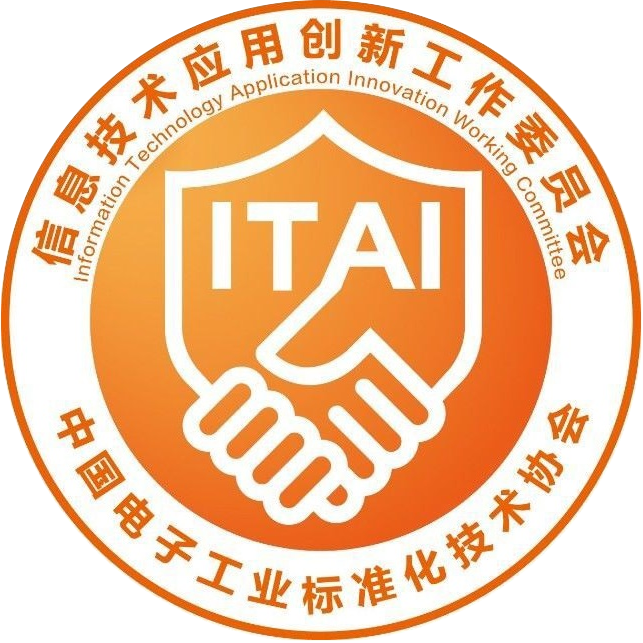 信息技术应用创新工作委员会
Information Technology Application Innovation Working Committee
ITAI
中国电子工业标准化技术协会